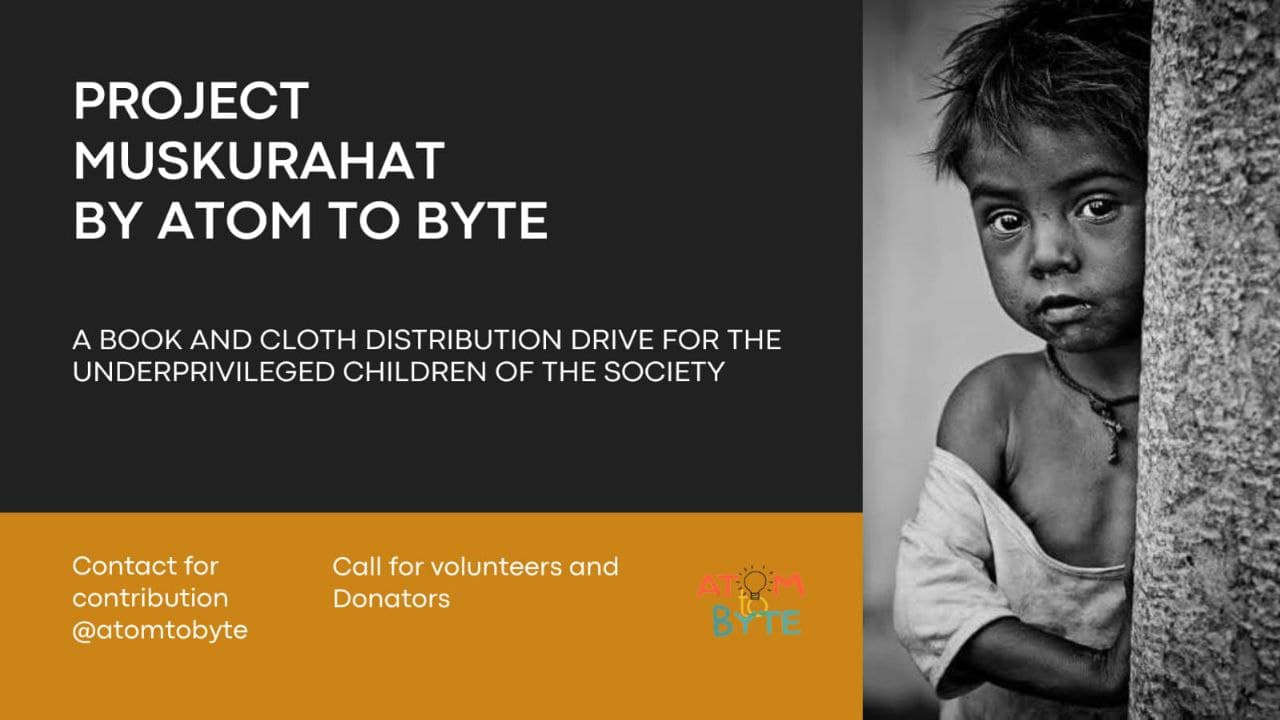 PROJECT
MUSKURAHAT
BY ATOM TO BYTE
A BOOK AND CLOTH DISTRIBUTION DRIVE FOR THE
UNDERPRIVILEGED CHILDREN OF THE SOCIETY
Contact for
contribution
@atomtobyte
Call for volunteers and
Donators
ATOM
to
BYTE